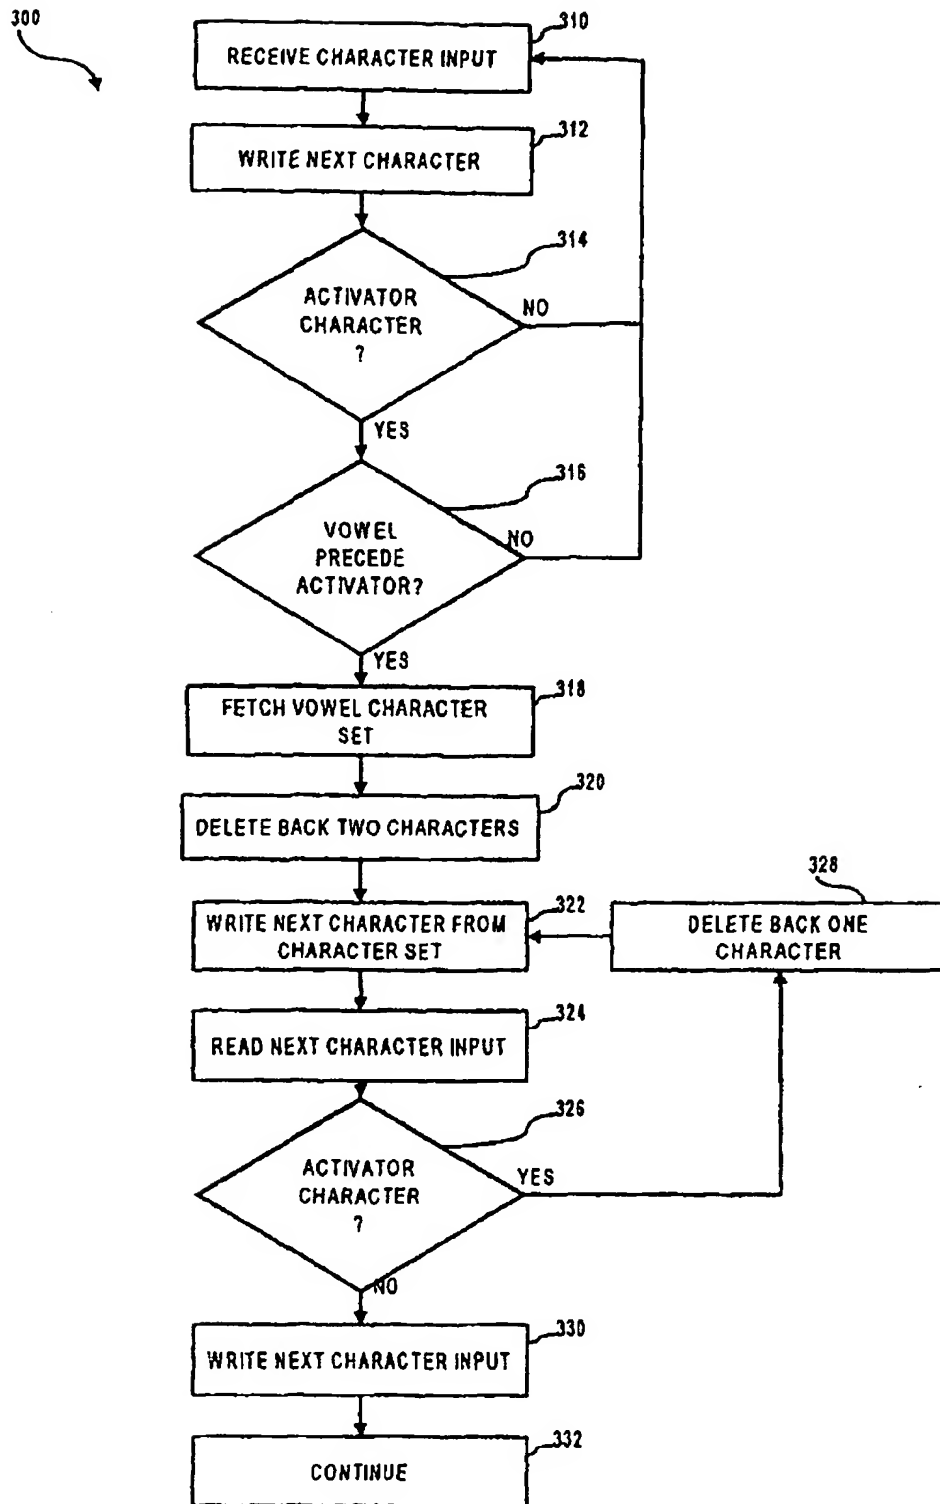 300
310
RECEIVE CHARACTER INPUT
312
WRITE NEXT CHARACTER
314
ACTIVATOR
CHARACTER
?
NO
YES
316
VOWEL
PRECEDE
ACTIVATOR?
NO
YES
318
FETCH VOWEL CHARACTER
SET
320
DELETE BACK TWO CHARACTERS
322
WRITE NEXT CHARACTER FROM
CHARACTER SET
328
DELETE BACK ONE
CHARACTER
324
READ NEXT CHARACTER INPUT
326
ACTIVATOR
CHARACTER
?
YES
NO
330
WRITE NEXT CHARACTER INPUT
332
CONTINUE